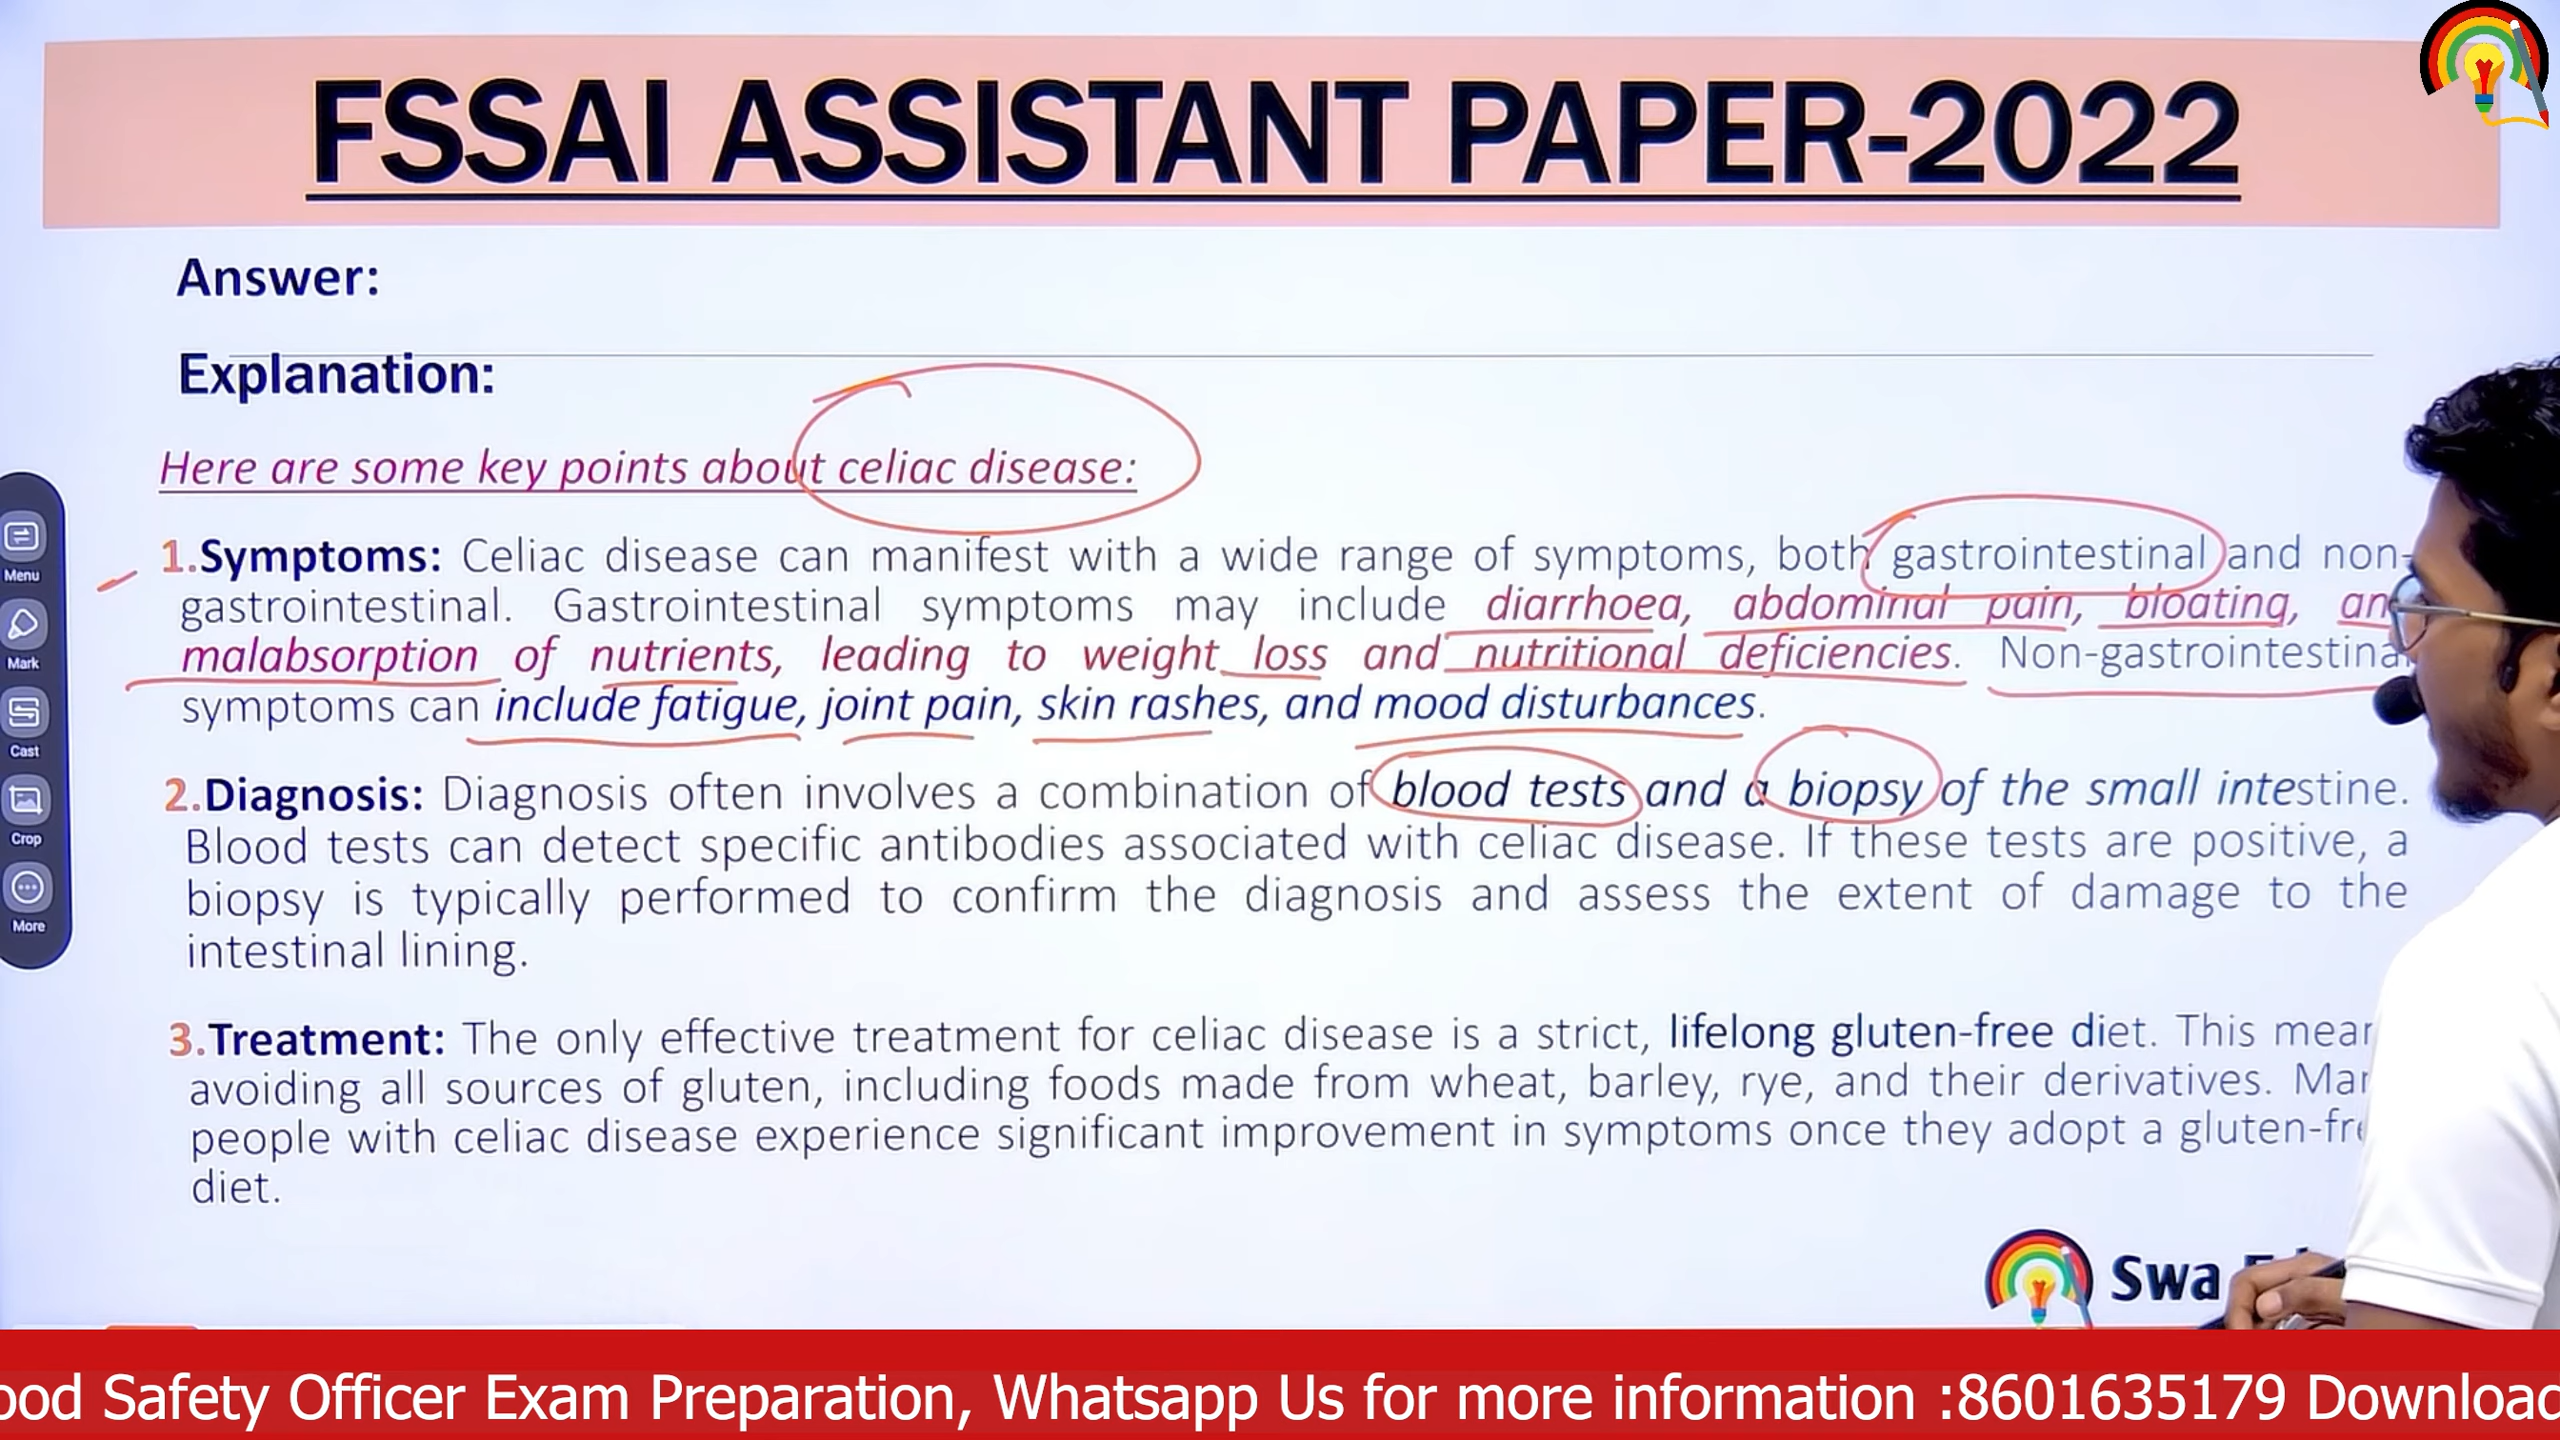 FSSAI ASSISTANT PAPER-2022
Answer:
Explanation:
Here are some key points about celiac disease:
1.Symptoms: Celiac disease can manifest with a wide range of symptoms, both gastrointestinal and non-
gastrointestinal. Gastrointestinal symptoms may include diarrhoea, abdominal pain, bloating, an
malabsorption of nutrients, leading to weight loss and nutritional deficiencies. Non-gastrointestina
symptoms can include fatigue, joint pain, skin rashes, and mood disturbances.
2.Diagnosis: Diagnosis often involves a combination of blood tests and a biopsy of the small intestine.
Blood tests can detect specific antibodies associated with celiac disease. If these tests are positive, a
biopsy is typically performed to confirm the diagnosis and assess the extent of damage to the
intestinal lining.
3.Treatment: The only effective treatment for celiac disease is a strict, lifelong gluten-free diet. This mean
avoiding all sources of gluten, including foods made from wheat, barley, rye, and their derivatives. Man
people with celiac disease experience significant improvement in symptoms once they adopt a gluten-fre
diet.
Menu
Mark
Cast
Crop
More
Swa
ood Safety Officer Exam Preparation, Whatsapp Us for more information :8601635179 Download